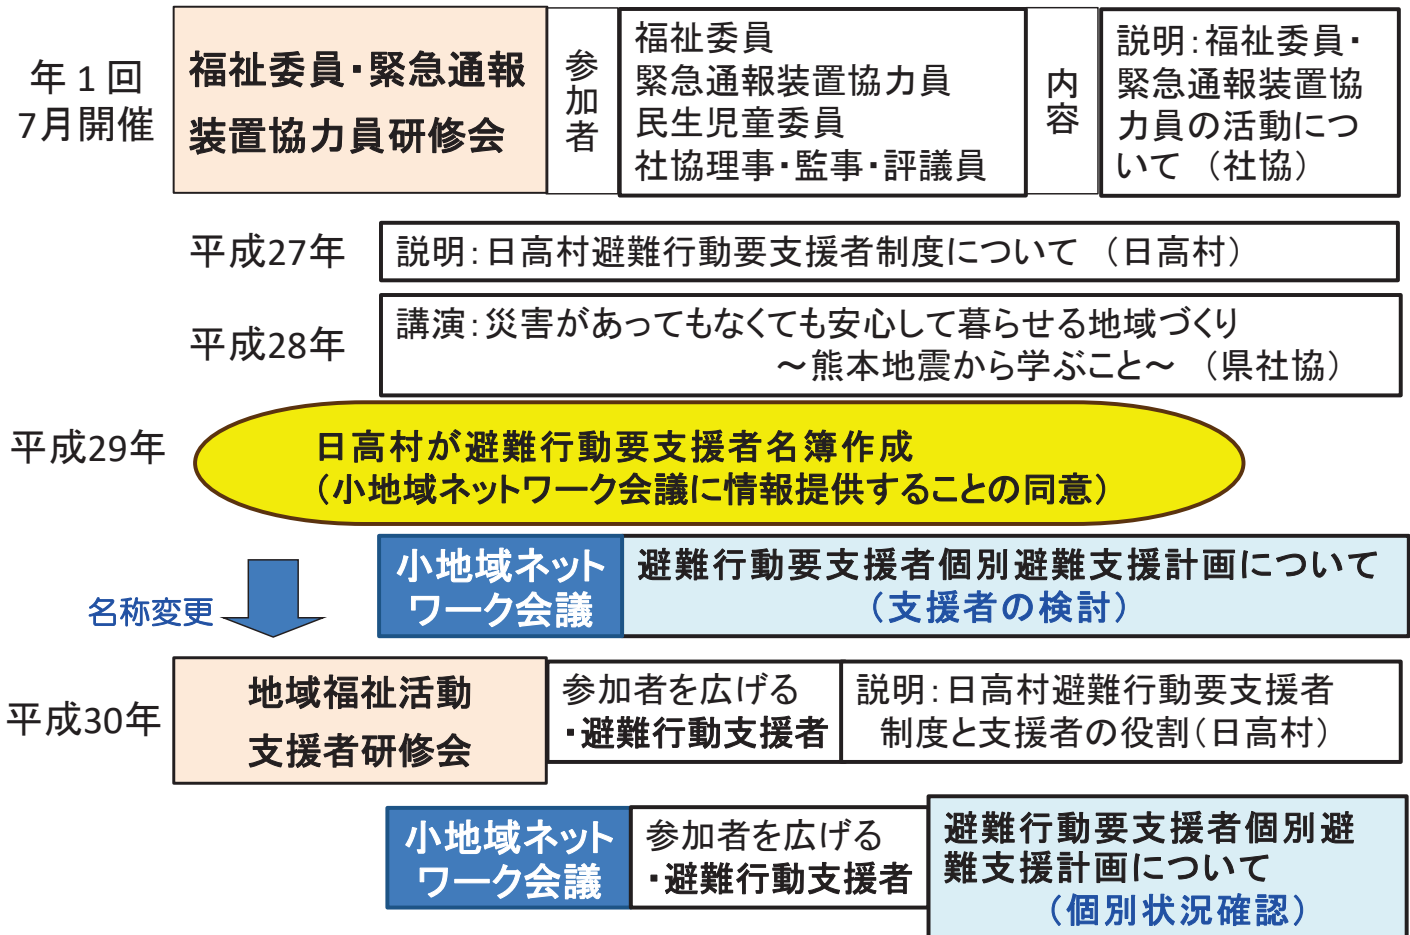 年１回
7月開催
福祉委員・緊急通報
装置協力員研修会
参加者
福祉委員
緊急通報装置協力員
民生児童委員
社協理事・監事・評議員
内容
説明：福祉委員・
緊急通報装置協
力員の活動につ
いて （社協）
平成27年
説明：日高村避難行動要支援者制度について （日高村）
平成28年
講演：災害があってもなくても安心して暮らせる地域づくり
～熊本地震から学ぶこと～ （県社協）
平成29年
日高村が避難行動要支援者名簿作成
（小地域ネットワーク会議に情報提供することの同意）
小地域ネット
ワーク会議
避難行動要支援者個別避難支援計画について
（支援者の検討）
名称変更
平成30年
地域福祉活動
支援者研修会
参加者を広げる
・避難行動支援者
説明：日高村避難行動要支援者
制度と支援者の役割（日高村）
小地域ネット
ワーク会議
参加者を広げる
・避難行動支援者
避難行動要支援者個別避
難支援計画について
（個別状況確認）